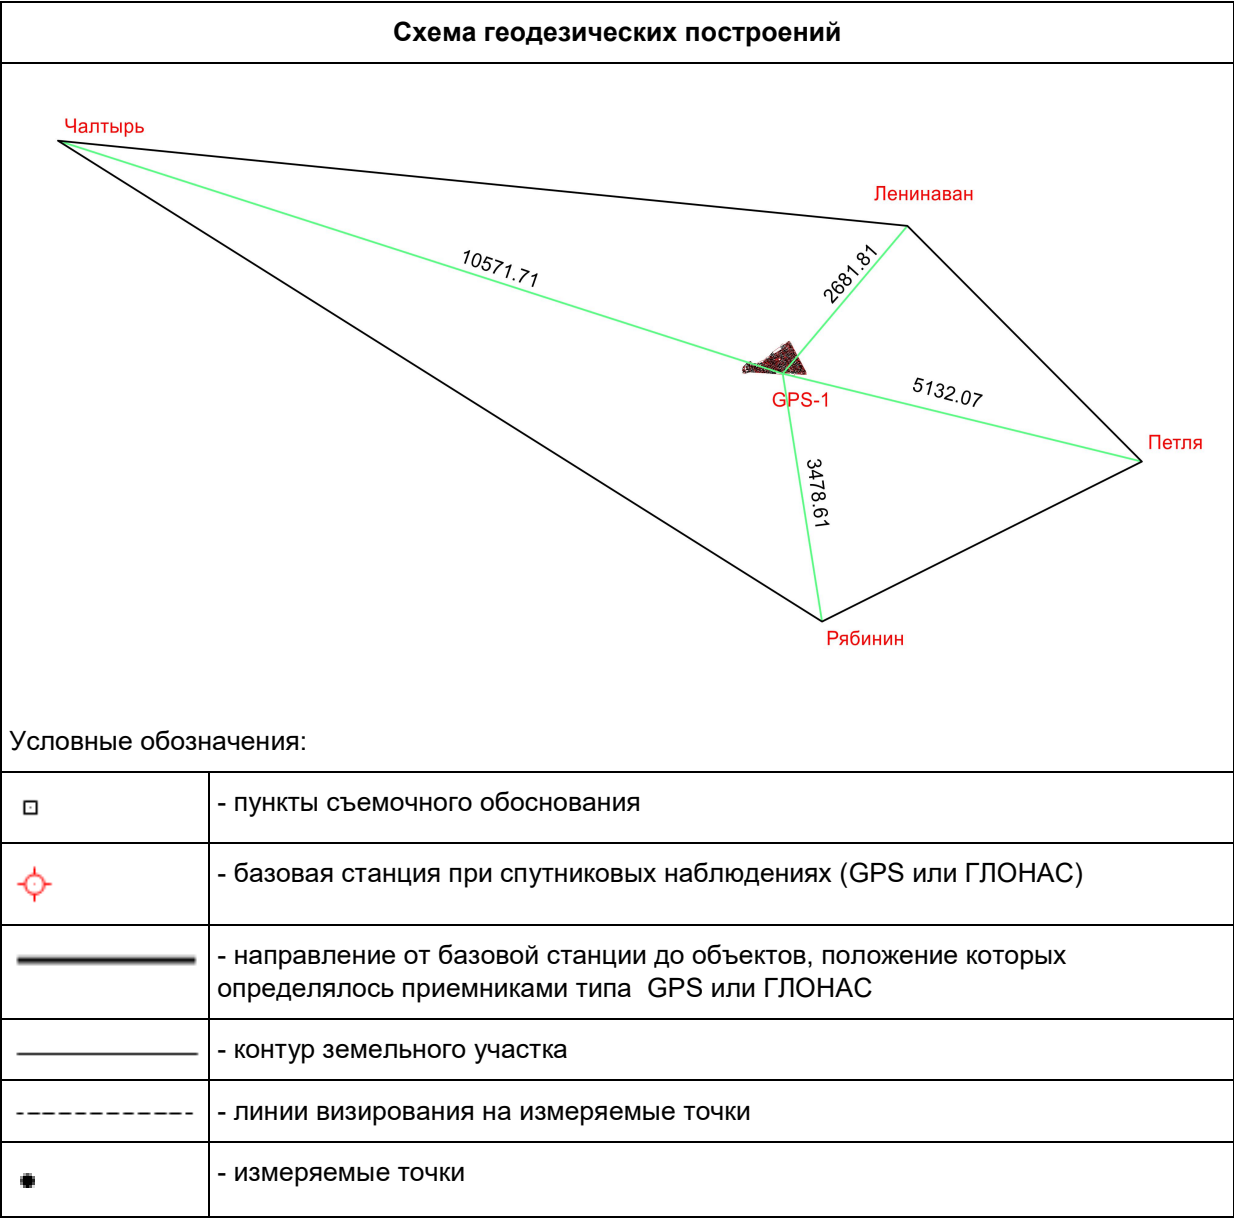 Схема геодезических построений
Чалтырь
Ленинаван
10571.71
2681.81
5132.07
GPS-1
Петля
3478.61
Рябинин
Условные обозначения:
- пункты съемочного обоснования
- базовая станция при спутниковых наблюдениях (GPS или ГЛОНАС)
- направление от базовой станции до объектов, положение которых
определялось приемниками типа GPS или ГЛОНАС
- контур земельного участка
- линии визирования на измеряемые точки
- измеряемые точки